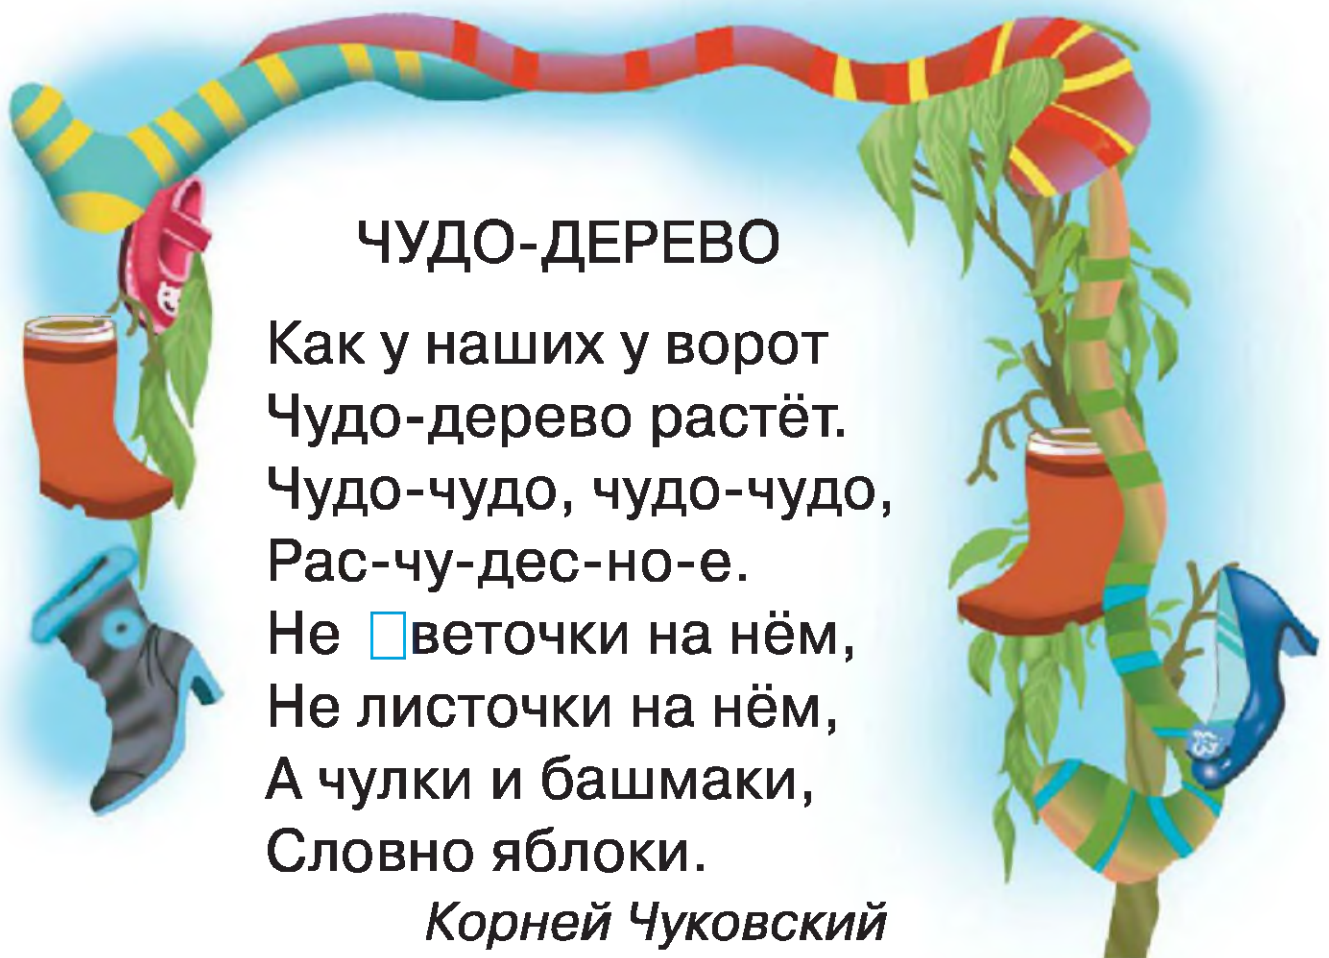 ЧУДО-ДЕРЕВО
Как у наших у ворот
Чудо-дерево растёт.
Чудо-чудо, чудо-чудо,
Рас-чу-дес-но-е.
Не □веточки на нём,
Не листочки на нём,
А чулки и башмаки,
Словно яблоки.
Корней Чуковский